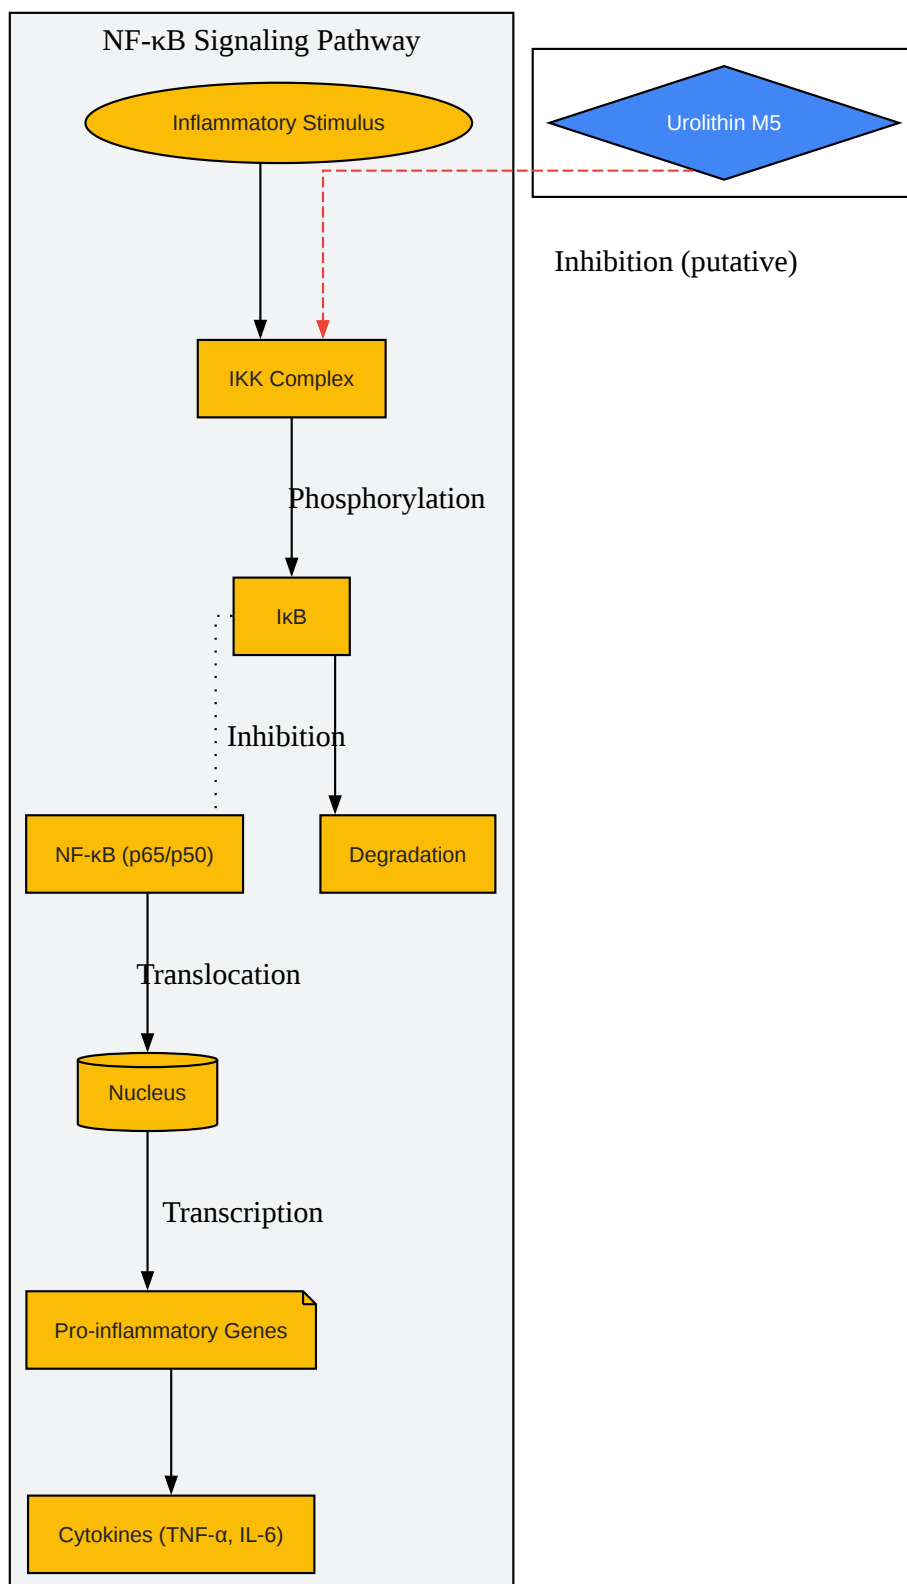 NF-κB Signaling Pathway
Inflammatory Stimulus
Urolithin M5
Inhibition (putative)
IKK Complex
Phosphorylation
IκB
Inhibition
NF-κB (p65/p50)
Degradation
Translocation
Nucleus
Transcription
Pro-inflammatory Genes
Cytokines (TNF-α, IL-6)